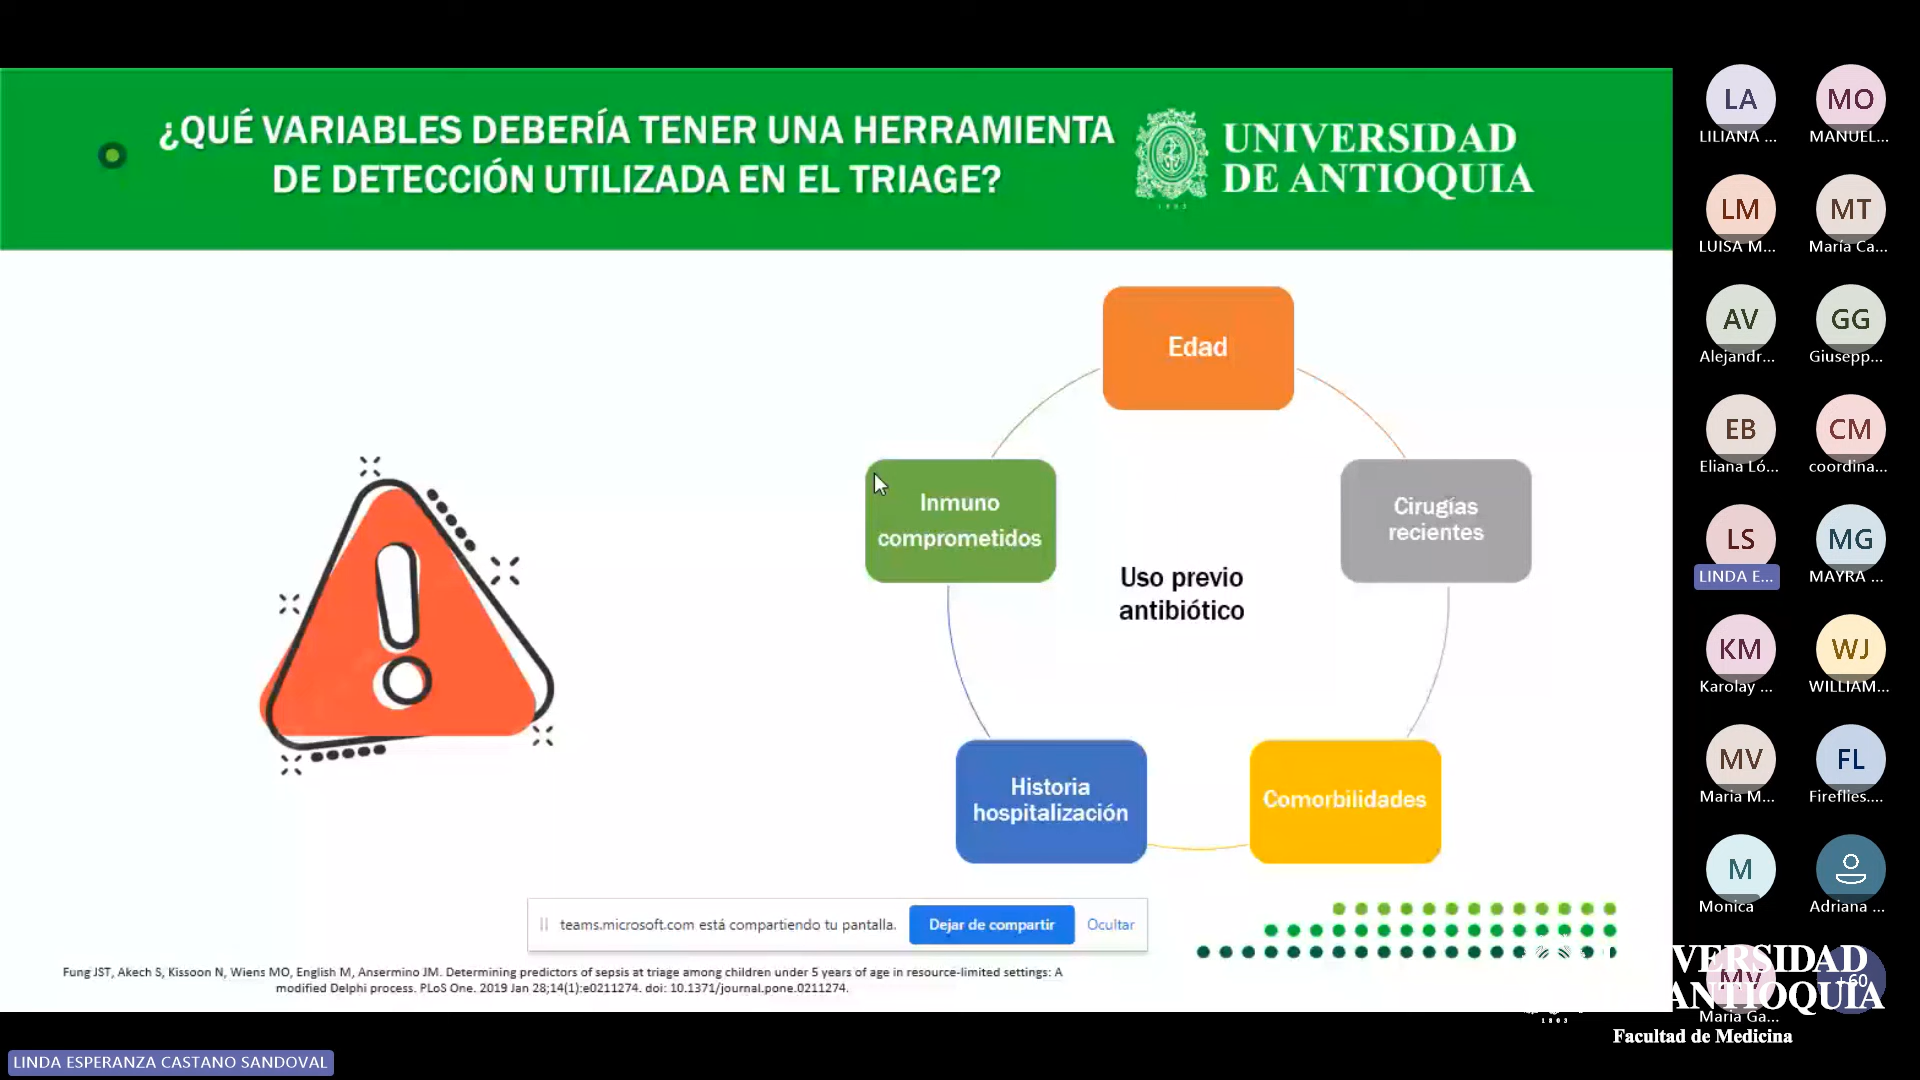 ¿QUÉ VARIABLES DEBERÍA TENER UNA HERRAMIENTA
DE DETECCIÓN UTILIZADA EN EL TRIAGE?
UNIVERSIDAD
DE ANTIOQUIA
1803
Edad
Inmuno
comprometidos
Cirugías
recientes
Uso previo
antibiótico
Historia
hospitalización
Comorbilidades
teams.microsoft.com está compartiendo tu pantalla.
Dejar de compartir
Ocultar
Fung JST, Akech S, Kissoon N, Wiens MO, English M, Ansermino JM. Determining predictors of sepsis at triage among children under 5 years of age in resource-limited settings: A
modified Delphi process. PLoS One. 2019 Jan 28;14(1):e0211274. doi: 10.1371/journal.pone.0211274.
LA
LILIANA ...
MO
MANUEL...
LM
LUISA M...
MT
María Ca...
AV
Alejandr...
GG
Giusepp...
EB
Eliana Ló...
CM
coordina...
LS
LINDA E...
MG
MAYRA ...
KM
Karolay ...
WJ
WILLIAM...
MV
Maria M...
FL
Fireflies....
M
Monica
Adriana ...
MV
Maria Ga...
+60
VERSIDAD
ANTIOQUIA
1803
Facultad de Medicina
LINDA ESPERANZA CASTANO SANDOVAL